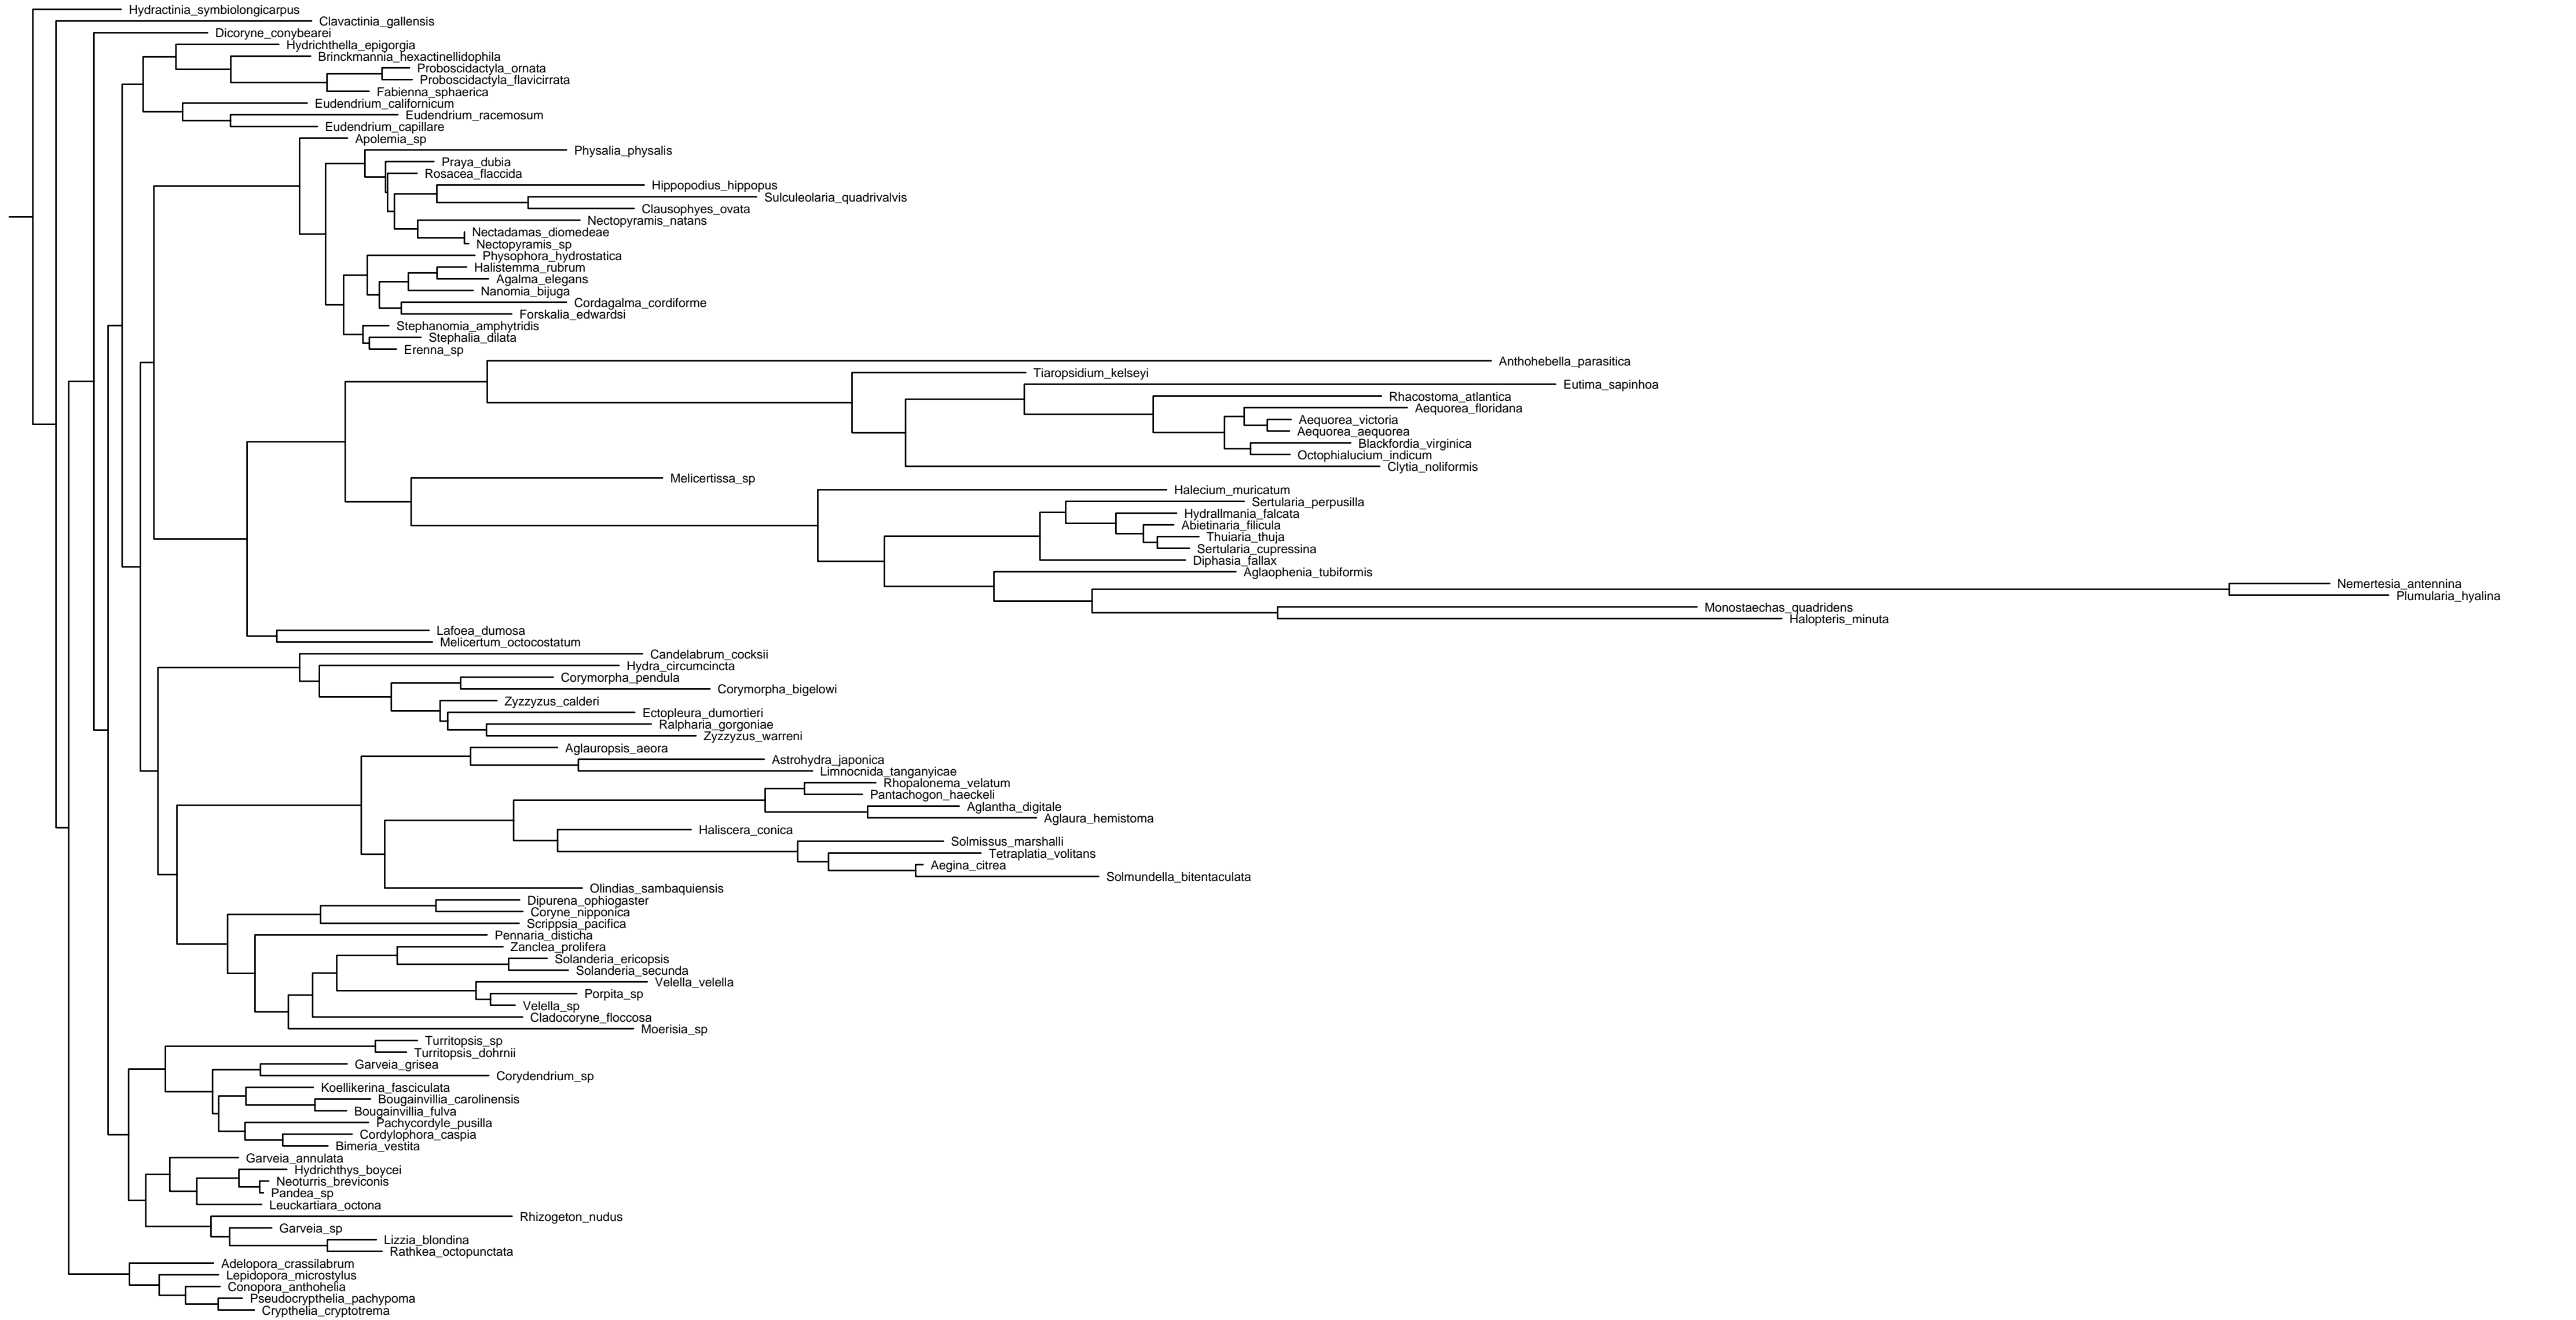 Hydractinia_symbiolongicarpus
Clavactinia_gallensis
Dicoryne_conybearei
Hydrichthella_epigorgia
Brinckmannia_hexactinellidophila
Proboscidactyla_ornata
Proboscidactyla_flavicirrata
Fabienna_sphaerica
Eudendrium_californicum
Eudendrium_racemosum
Eudendrium_capillare
Apolemia_sp
Physalia_physalis
Praya_dubia
Rosacea_flaccida
Hippopodius_hippopus
Sulculeolaria_quadrivalvis
Clausophyes_ovata
Nectopyramis_natans
Nectadamas_diomedeae
Nectopyramis_sp
Physophora_hydrostatica
Halistemma_rubrum
Agalma_elegans
Nanomia_bijuga
Cordagalma_cordiforme
Forskalia_edwardsi
Stephanomia_amphytridis
Stephalia_dilata
Erenna_sp
Anthohebella_parasitica
Tiaropsidium_kelseyi
Eutima_sapinhoa
Rhacostoma_atlantica
Aequorea_floridana
Aequorea_victoria
Aequorea_aequorea
Blackfordia_virginica
Octophialucium_indicum
Clytia_noliformis
Melicertissa_sp
Halecium_muricatum
Sertularia_perpusilla
Hydrallmania_falcata
Abietinaria_filicula
Thuiaria_thuja
Sertularia_cupressina
Diphasia_fallax
Aglaophenia_tubiformis
Nemertesia_antennina
Plumularia_hyalina
Monostaechas_quadridens
Halopteris_minuta
Lafoea_dumosa
Melicertum_octocostatum
Candelabrum_cocksii
Hydra_circumcincta
Corymorpha_pendula
Corymorpha_bigelowi
Zyzzyzus_calderi
Ectopleura_dumortieri
Ralpharia_gorgoniae
Zyzzyzus_warreni
Aglauropsis_aeora
Astrohydra_japonica
Limnocnida_tanganyicae
Rhopalonema_velatum
Pantachogon_haeckeli
Aglantha_digitale
Aglaura_hemistoma
Haliscera_conica
Solmissus_marshalli
Tetraplatia_volitans
Aegina_citrea
Solmundella_bitentaculata
Olindias_sambaquiensis
Dipurena_ophiogaster
Coryne_nipponica
Scrippsia_pacifica
Pennaria_disticha
Zanclea_prolifera
Solanderia_ericopsis
Solanderia_secunda
Velella_velella
Porpita_sp
Velella_sp
Cladocoryne_floccosa
Moerisia_sp
Turritopsis_sp
Turritopsis_dohrnii
Garveia_grisea
Corydendrium_sp
Koellikerina_fasciculata
Bougainvillia_carolinensis
Bougainvillia_fulva
Pachycordyle_pusilla
Cordylophora_caspia
Bimeria_vestita
Garveia_annulata
Hydrichthys_boycei
Neoturris_breviconis
Pandea_sp
Leuckartiara_octona
Rhizogeton_nudus
Garveia_sp
Lizzia_blondina
Rathkea_octopunctata
Adelopora_crassilabrum
Lepidopora_microstylus
Conopora_anthohelia
Pseudocrypthelia_pachypoma
Crypthelia_cryptotrema